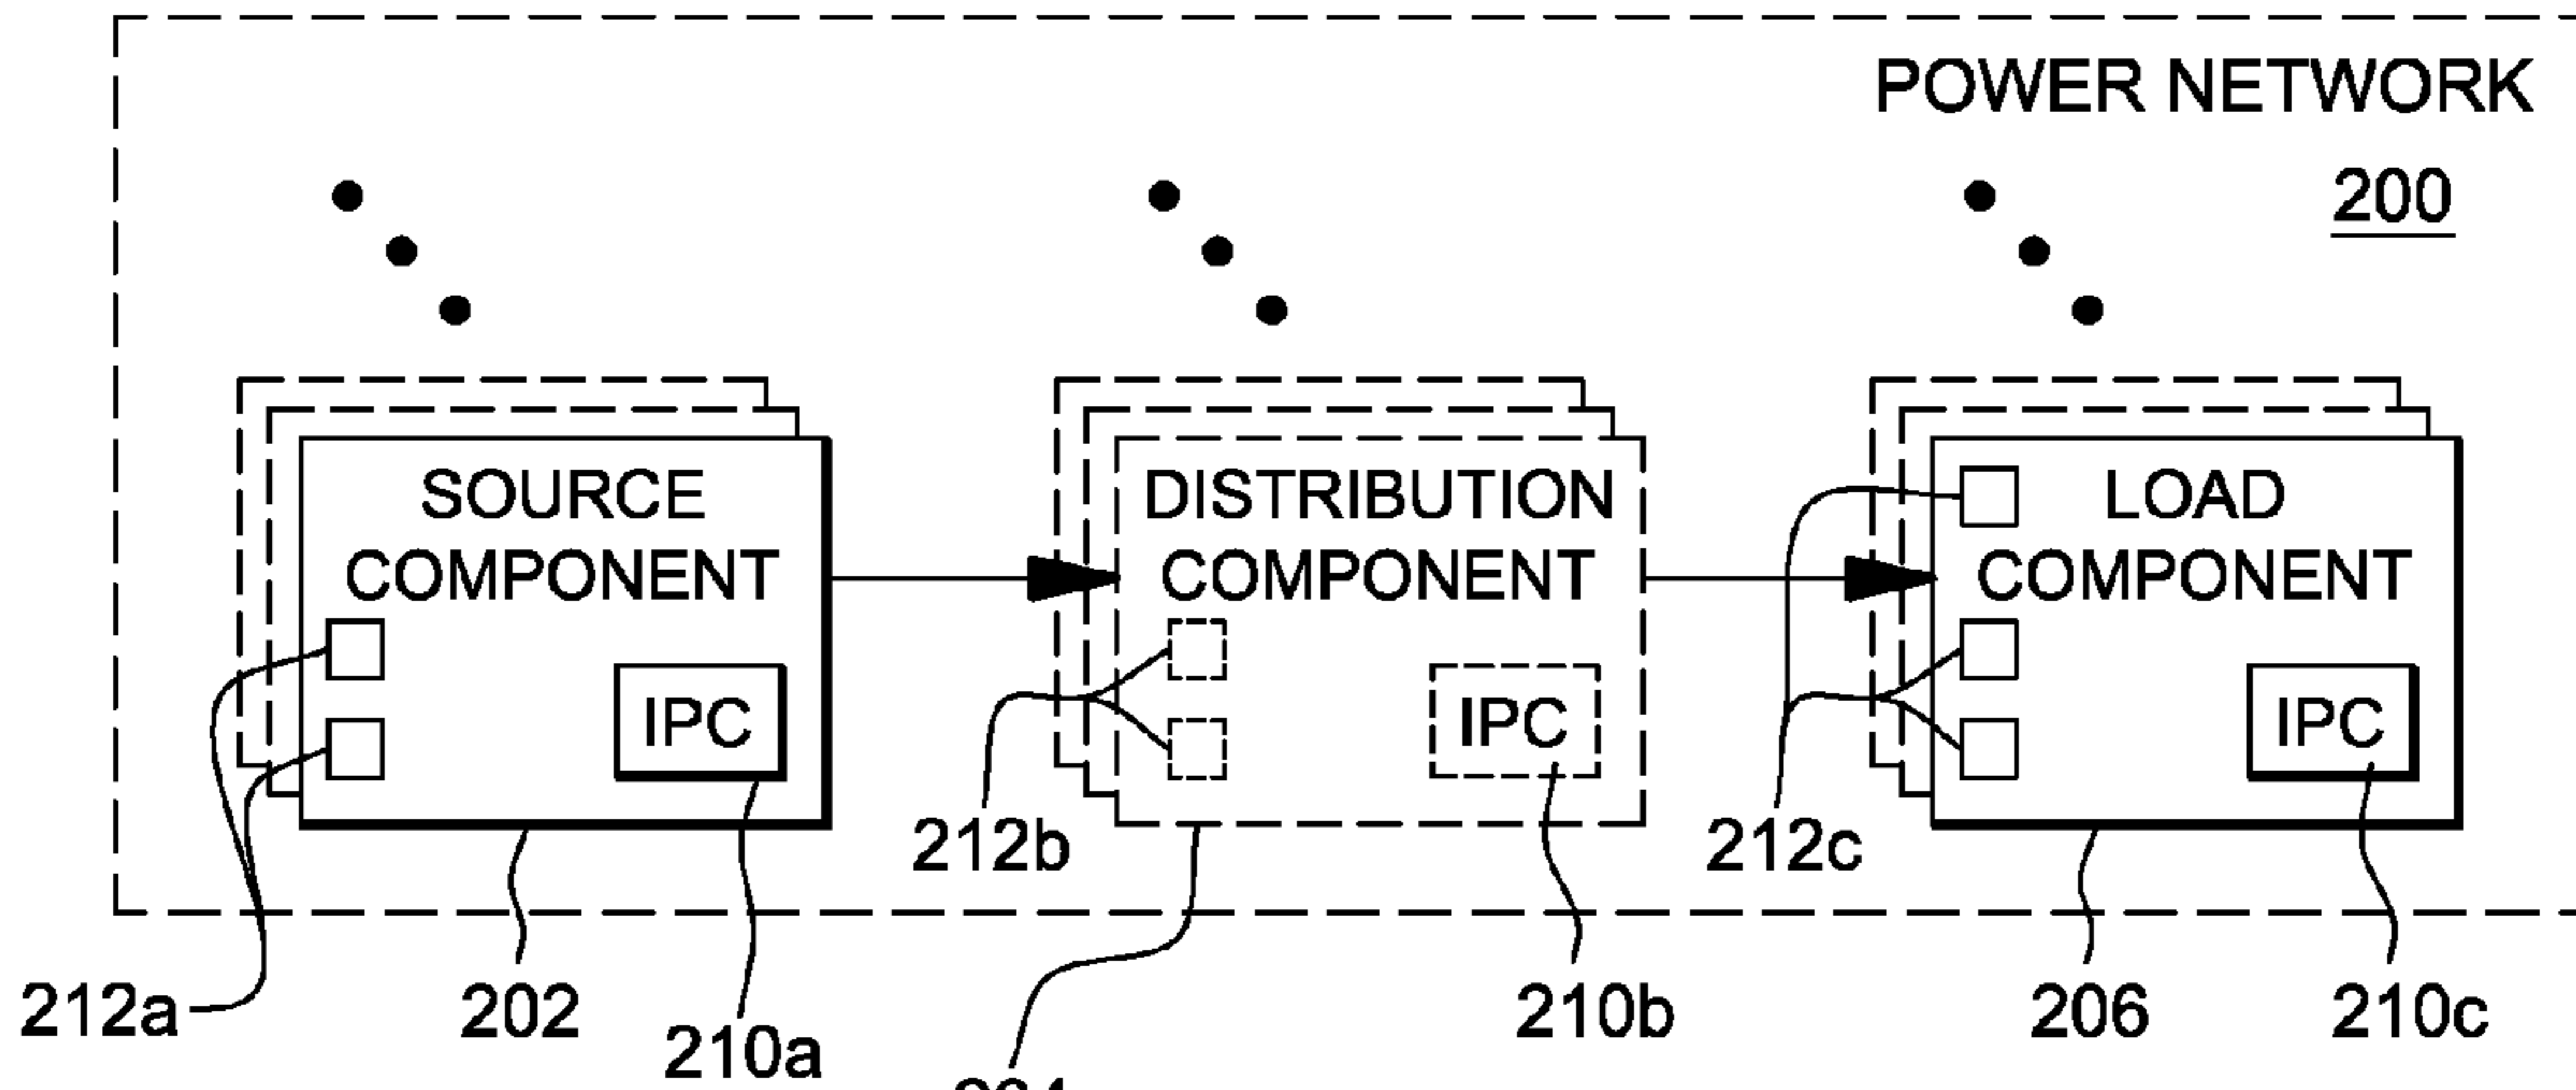 POWER NETWORK
200
SOURCE
COMPONENT
IPC
DISTRIBUTION
COMPONENT
IPC
LOAD
COMPONENT
IPC
212b
212c
212a
202
210a
210b
206
210c